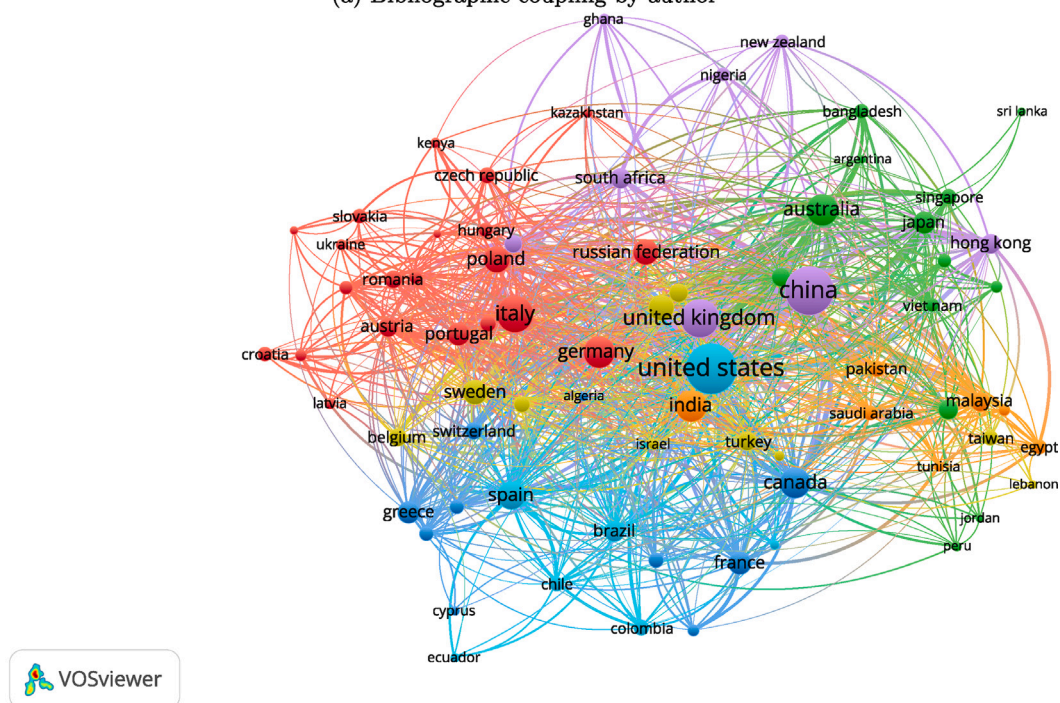 (a) Bibliographic coupling by author
ghana
new zealand
nigeria
kazakhstan
bangladesh
sri lanka
kenya
argentina
czech republic
south africa
singapore
australia
slovakia
japan
hungary
ukraine
hong kong
russian federation
poland
romania
china
viet nam
italy
united kingdom
austria
portugal
germany
croatia
united states
pakistan
sweden
algeria
latvia
india
malaysia
saudi arabia
belgium
switzerland
israel
turkey
taiwan
egypt
tunisia
canada
lebanon
spain
greece
jordan
brazil
peru
france
chile
cyprus
colombia
ecuador
VOSviewer